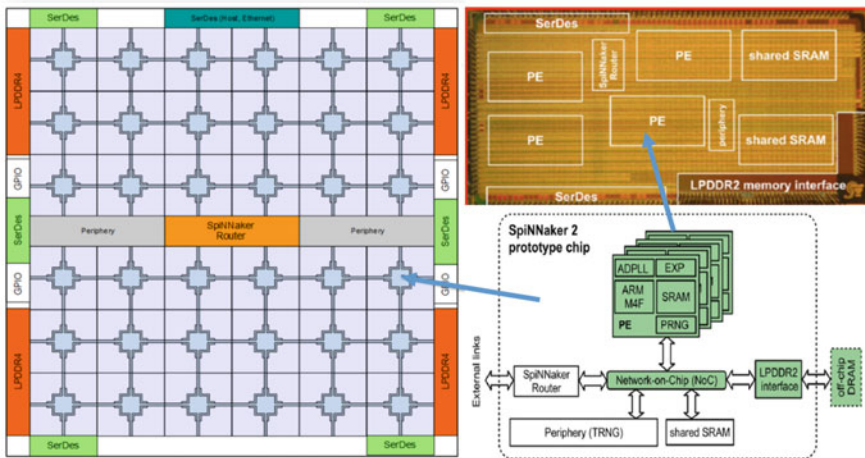 SerDes
SerDes (Host, Ethernet)
SerDes
LPDDR4
LPDDR4
GPIO
GPIO
SerDes
SerDes
Periphery
SpiNNaker
Router
Periphery
GPIO
GPIO
LPDDR4
LPDDR4
SerDes
SerDes
SerDes
PE
SpiNNaker
Router
PE
shared SRAM
PE
PE
periphery
shared SRAM
LPDDR2 memory interface
SerDes
SpiNNaker 2
prototype chip
ADPLL
EXP
ARM
M4F
SRAM
PE
PRNG
External links
SpiNNaker
Router
Network-on-Chip (NoC)
LPDDR2
interface
off-chip
DRAM
Periphery (TRNG)
shared SRAM